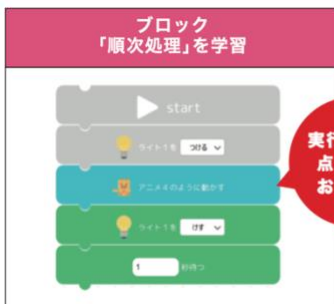 ブロック
「順次処理」を学習
start
ライト1を つける
アニメ4のように動かす
ライト1を けす
1 秒待つ
実行
点
お